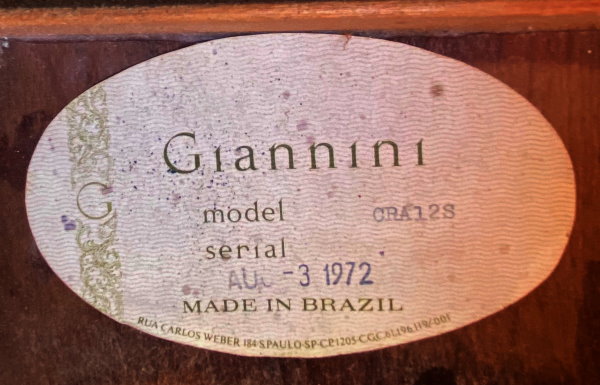 Giannini
G
model CRA12S
serial
AUG -3 1972
MADE IN BRAZIL
RUA CARLOS WEBER 184 S.PAULO-SP-CP.1205-C.G.C.61.196.119/001